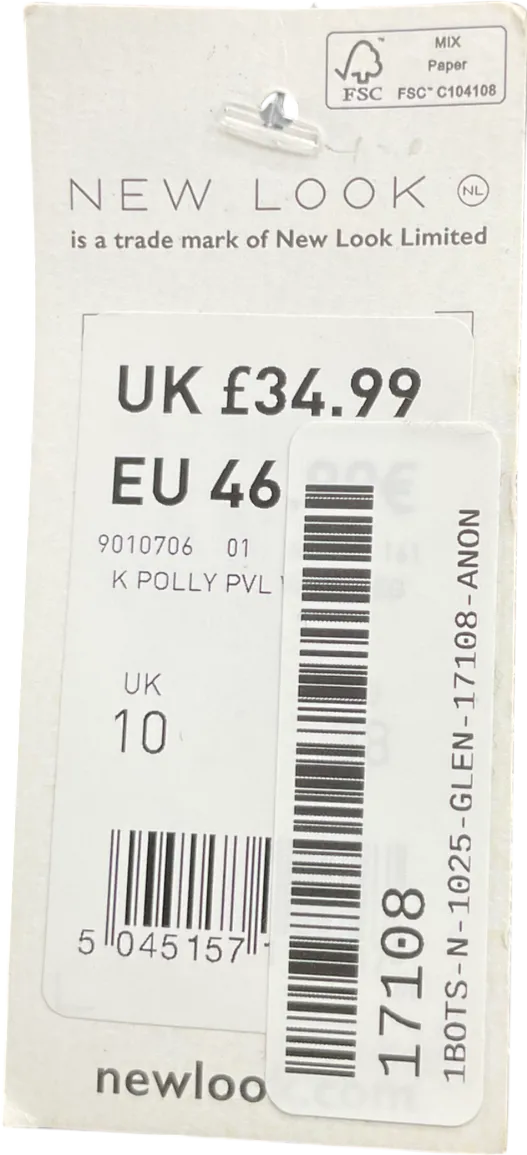 MIX
Paper
FSC™ C104108
FSC™
NEW LOOK NL
is a trade mark of New Look Limited
UK £34.99
EU 46
9010706 01
K POLLY PVL
UK
10
5 045157
newloo
17108
1BOTS-N-1025-GLEN-17108-ANON